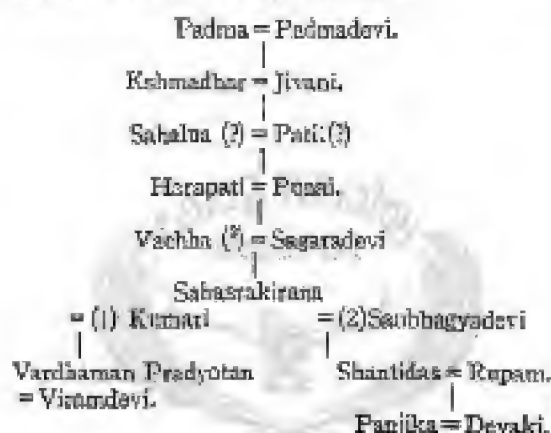 Padma = Padmadevi.
Kshmadhar = Jivani.
Sahalua (?) = Patil (?)
Harapati = Punai.
Vachha (?) = Sagaradevi
Sahasrakirana
= (1) Kumari = (2) Saubhagyadevi
Vardhaman Pradyotan Shantidas = Rupam.
= Viramdevi.
Panjika = Devaki.